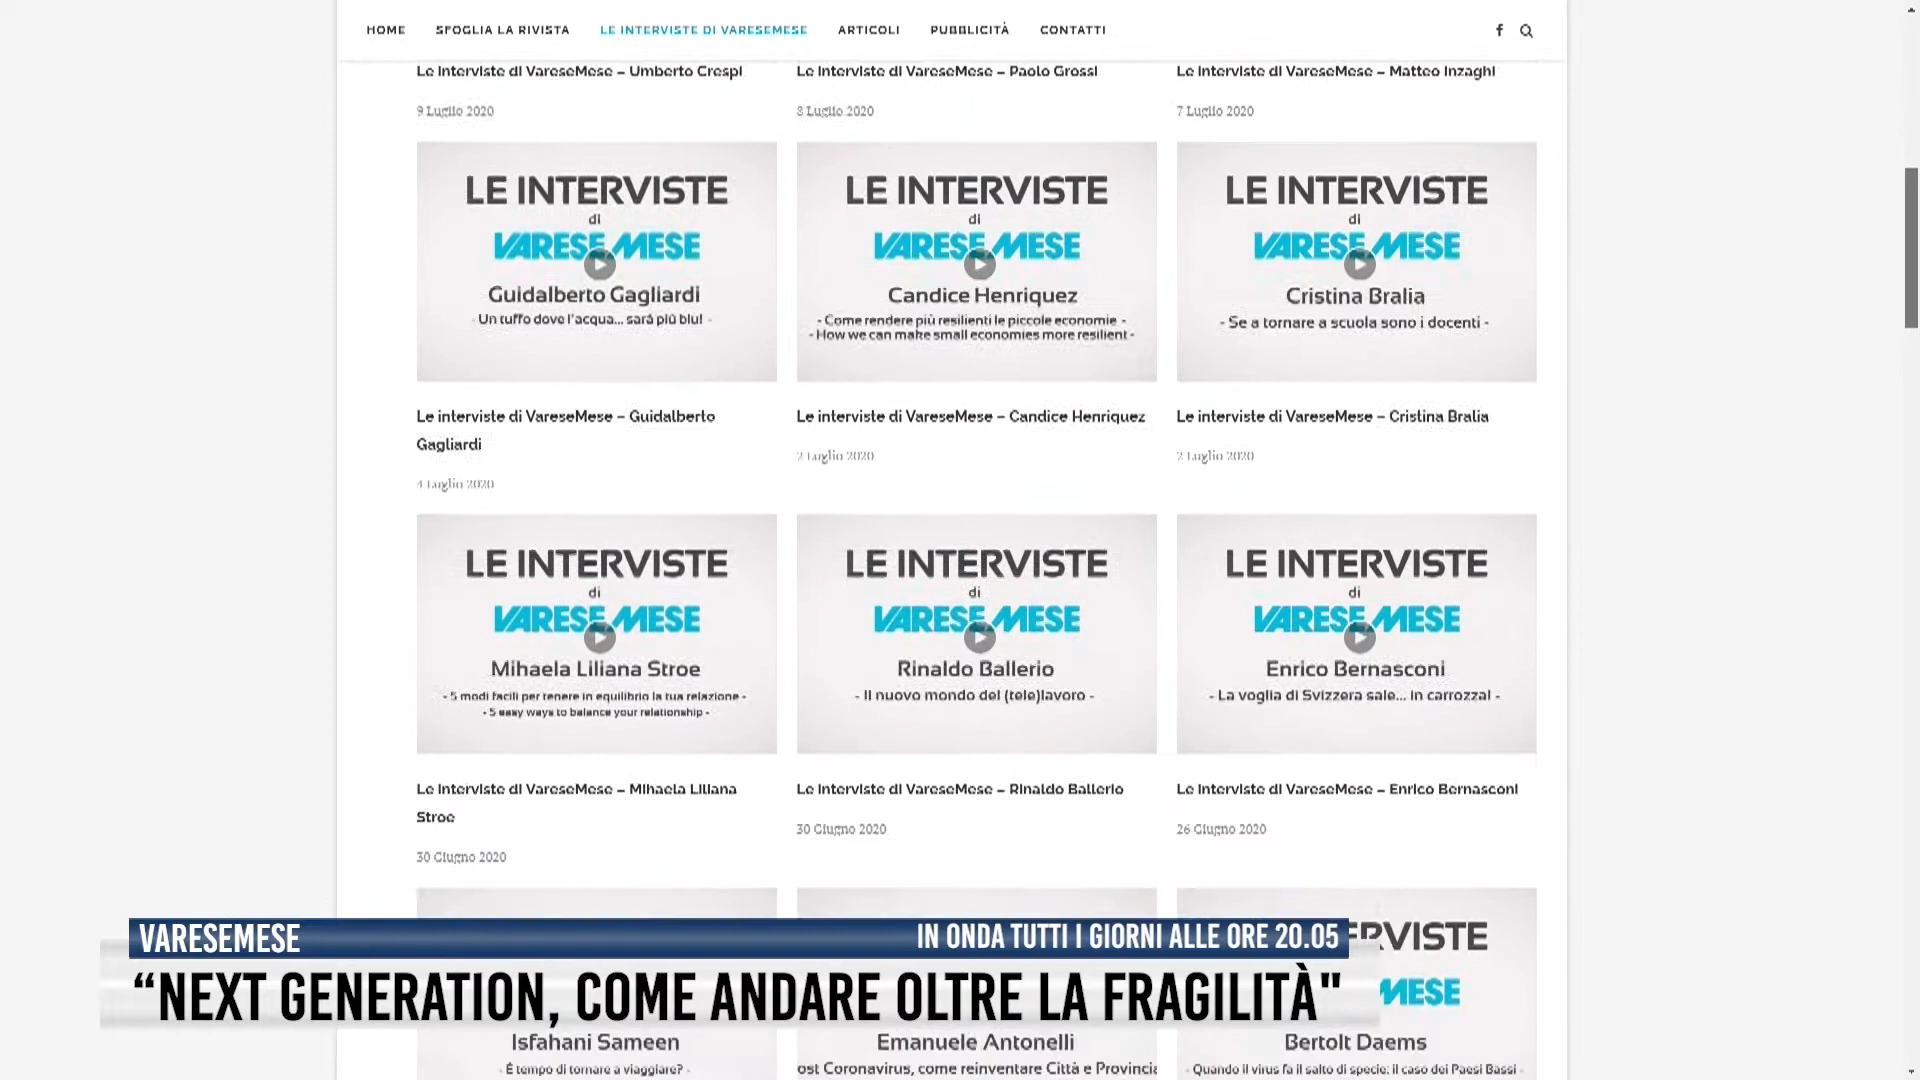 HOME SFOGLIA LA RIVISTA LE INTERVISTE DI VARESEMESE ARTICOLI PUBBLICITÀ CONTATTI
Le Interviste di VareseMese – Umberto Crespi
9 Luglio 2020
Le Interviste di VareseMese – Paolo Grossi
8 Luglio 2020
Le Interviste di VareseMese – Matteo Inzaghi
7 Luglio 2020
LE INTERVISTE
di
VARESEMESE
Guidalberto Gagliardi
- Un tuffo dove l'acqua... sarà più blu! -
Le interviste di VareseMese – Guidalberto
Gagliardi
4 Luglio 2020
LE INTERVISTE
di
VARESEMESE
Candice Henriquez
- Come rendere più resilienti le piccole economie -
- How we can make small economies more resilient -
Le interviste di VareseMese – Candice Henriquez
2 Luglio 2020
LE INTERVISTE
di
VARESEMESE
Cristina Bralia
- Se a tornare a scuola sono i docenti -
Le interviste di VareseMese – Cristina Bralia
2 Luglio 2020
LE INTERVISTE
di
VARESEMESE
Mihaela Liliana Stroe
- 5 modi facili per tenere in equilibrio la tua relazione -
- 5 easy ways to balance your relationship -
Le Interviste di VareseMese – Mihaela Liliana
Stroe
30 Giugno 2020
LE INTERVISTE
di
VARESEMESE
Rinaldo Ballerio
- Il nuovo mondo del (tele)lavoro -
Le Interviste di VareseMese – Rinaldo Ballerio
30 Giugno 2020
LE INTERVISTE
di
VARESEMESE
Enrico Bernasconi
- La voglia di Svizzera sale... in carrozza! -
Le Interviste di VareseMese – Enrico Bernasconi
26 Giugno 2020
VARESEMESE
IN ONDA TUTTI I GIORNI ALLE ORE 20.05
ERVISTE
“NEXT GENERATION, COME ANDARE OLTRE LA FRAGILITÀ"
MESE
Isfahani Sameen
- È tempo di tornare a viaggiare? -
Emanuele Antonelli
ost Coronavirus, come reinventare Città e Provincia
Bertolt Daems
- Quando il virus fa il salto di specie: il caso dei Paesi Bassi -